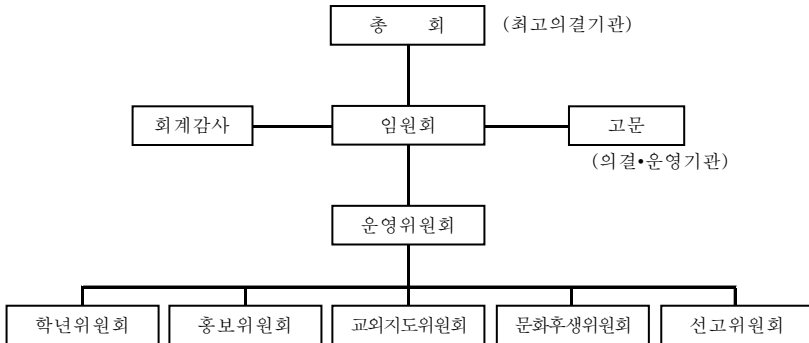 총 회 (최고의결기관)
회계감사 임원회 고문
(의결•운영기관)
운영위원회
학년위원회 홍보위원회 교외지도위원회 문화후생위원회 선고위원회